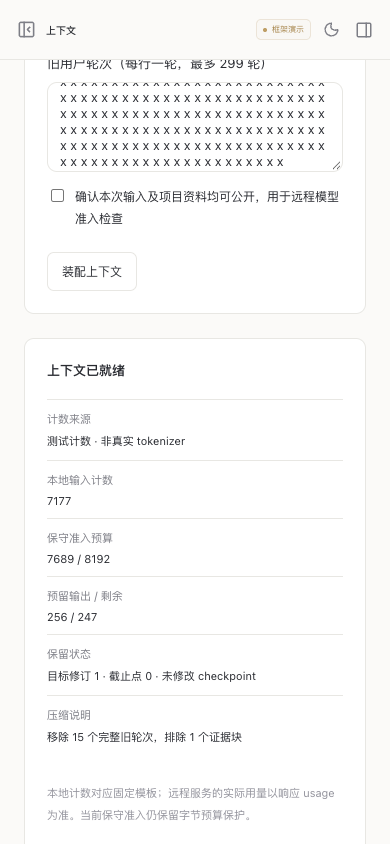 上下文
框架演示
旧用户轮次（每行一轮，最多 299 轮）
x x x x x x x x x x x x x x x x x x x x x x x x x x
x x x x x x x x x x x x x x x x x x x x x x x x x x
x x x x x x x x x x x x x x x x x x x x x x x x x x
x x x x x x x x x x x x x x x x x x x x x x x x x x
x x x x x x x x x x x x x x x x x x x x x x x x x x
x x x x x x x x x x x x x x x x x x x x x x
确认本次输入及项目资料均可公开，用于远程模型
准入检查
装配上下文
上下文已就绪
计数来源
测试计数 · 非真实 tokenizer
本地输入计数
7177
保守准入预算
7689 / 8192
预留输出 / 剩余
256 / 247
保留状态
目标修订 1 · 截止点 0 · 未修改 checkpoint
压缩说明
移除 15 个完整旧轮次，排除 1 个证据块
本地计数对应固定模板；远程服务的实际用量以响应 usage
为准。当前保守准入仍保留字节预算保护。